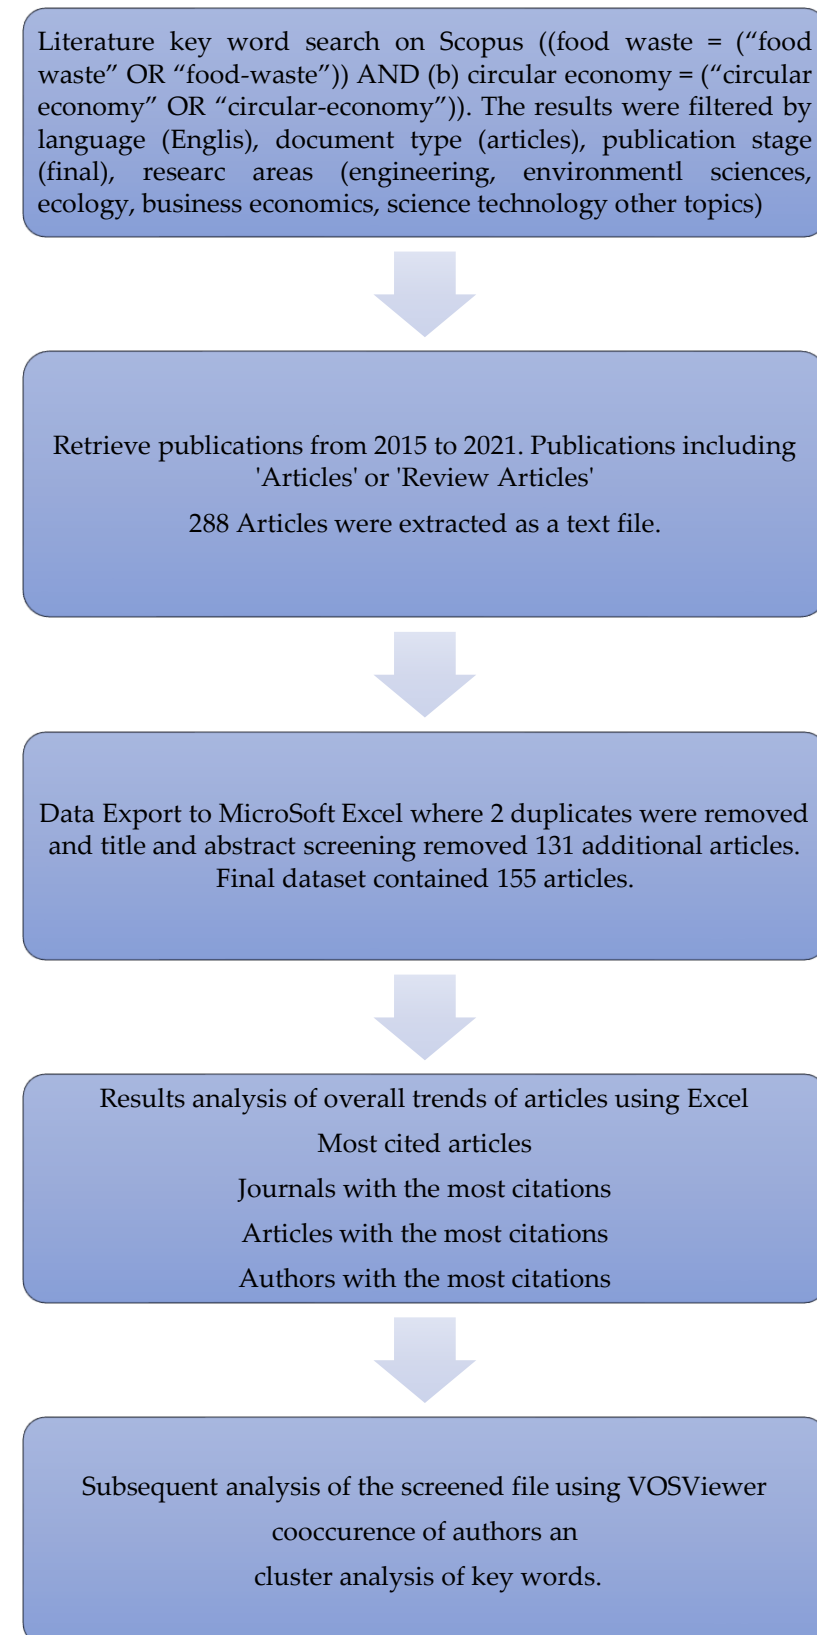 Literature key word search on Scopus ((food waste = (“food
waste” OR “food-waste”)) AND (b) circular economy = (“circular
economy” OR “circular-economy”)). The results were filtered by
language (Englis), document type (articles), publication stage
(final), researc areas (engineering, environmentl sciences,
ecology, business economics, science technology other topics)
Retrieve publications from 2015 to 2021. Publications including
'Articles' or 'Review Articles'
288 Articles were extracted as a text file.
Data Export to MicroSoft Excel where 2 duplicates were removed
and title and abstract screening removed 131 additional articles.
Final dataset contained 155 articles.
Results analysis of overall trends of articles using Excel
Most cited articles
Journals with the most citations
Articles with the most citations
Authors with the most citations
Subsequent analysis of the screened file using VOSViewer
cooccurence of authors an
cluster analysis of key words.